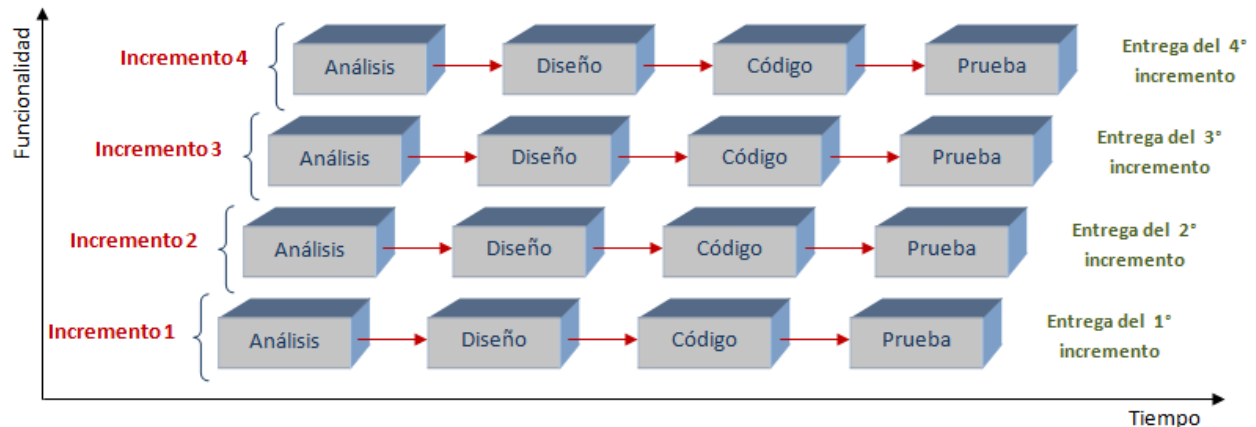 Funcionalidad
Incremento 4
Análisis
Diseño
Código
Prueba
Entrega del 4°
incremento
Incremento 3
Análisis
Diseño
Código
Prueba
Entrega del 3°
incremento
Incremento 2
Análisis
Diseño
Código
Prueba
Entrega del 2°
incremento
Incremento 1
Análisis
Diseño
Código
Prueba
Entrega del 1°
incremento
Tiempo